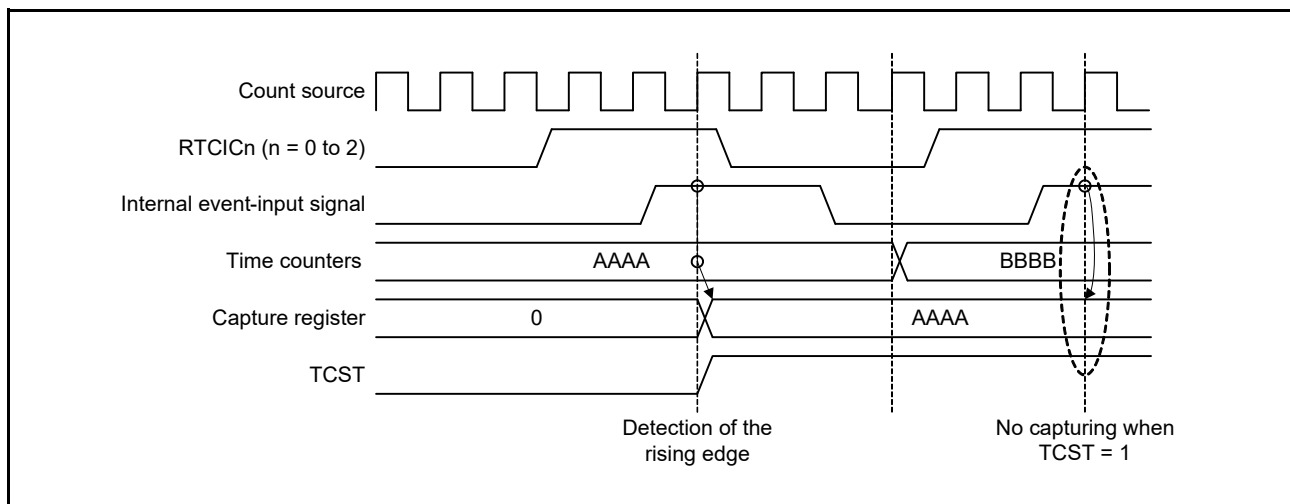 Count source
RTCICn (n = 0 to 2)
Internal event-input signal
Time counters
AAAA
BBBB
Capture register
0
AAAA
TCST
Detection of the
rising edge
No capturing when
TCST = 1